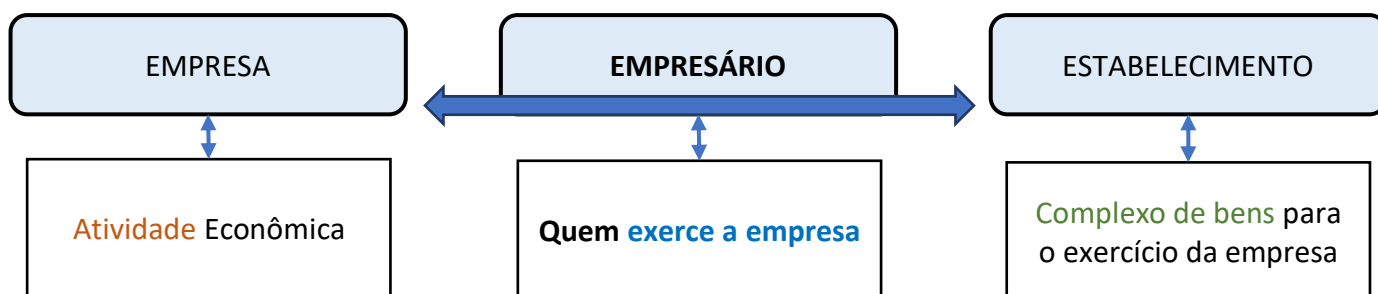 EMPRESA
EMPRESÁRIO
ESTABELECIMENTO
Atividade Econômica
Quem exerce a empresa
Complexo de bens para
o exercício da empresa